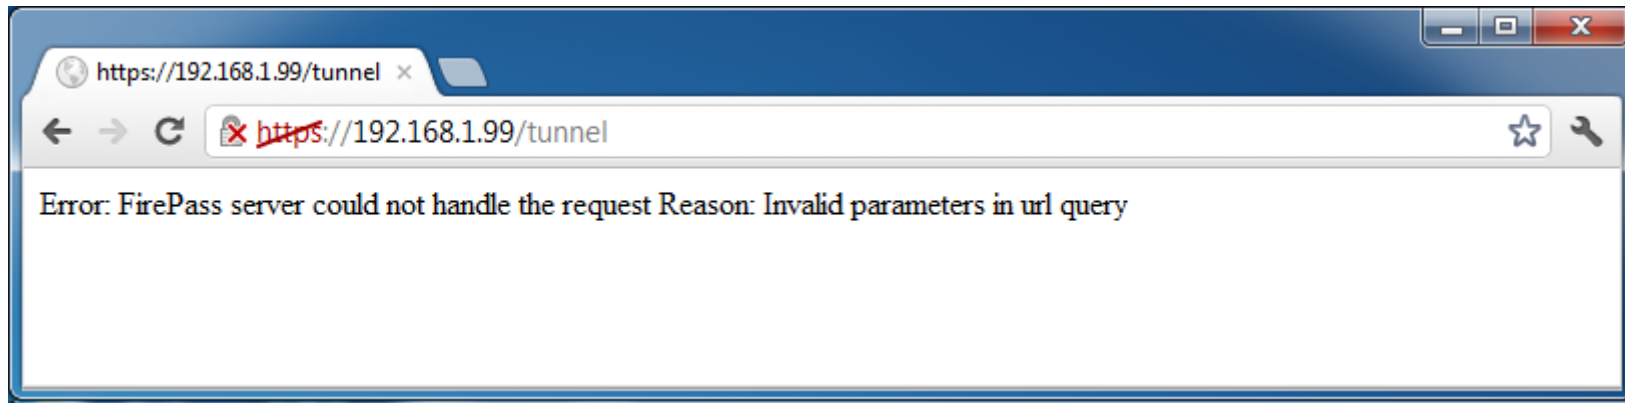 https://192.168.1.99/tunnel
https://192.168.1.99/tunnel
Error: FirePass server could not handle the request Reason: Invalid parameters in url query